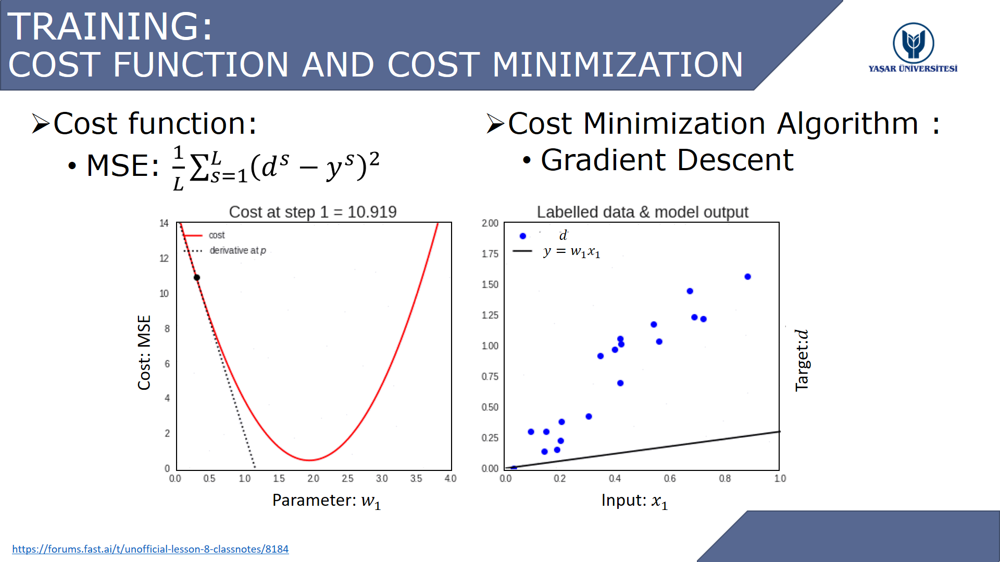 TRAINING:
COST FUNCTION AND COST MINIMIZATION
YAŞAR ÜNİVERSİTESİ
➢Cost function:
• MSE: \frac{1}{L}\sum_{s=1}^{L}(d^s − y^s)^2
➢Cost Minimization Algorithm :
• Gradient Descent
Cost at step 1 = 10.919
14
12
10
8
6
4
2
0
cost
derivative at p
Cost: MSE
0.0 0.5 1.0 1.5 2.0 2.5 3.0 3.5 4.0
Parameter: w₁
Labelled data & model output
2.00
1.75
1.50
1.25
1.00
0.75
0.50
0.25
0.00
d
y = w₁x₁
Target:d
0.0 0.2 0.4 0.6 0.8 1.0
Input: x₁
https://forums.fast.ai/t/unofficial-lesson-8-classnotes/8184